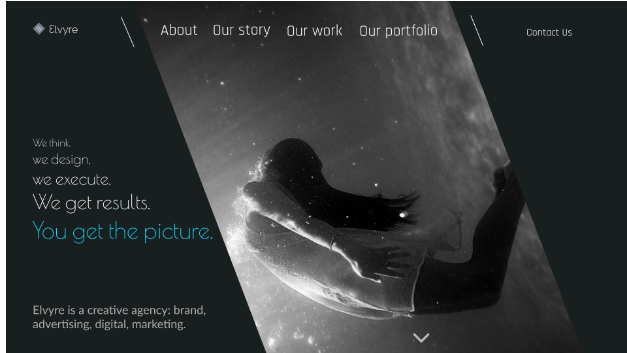 Elvyre
About
Our story
Our work
Our portfolio
Contact Us
We think,
we design,
we execute.
We get results.
You get the picture.
Elvyre is a creative agency: brand,
advertising, digital, marketing.